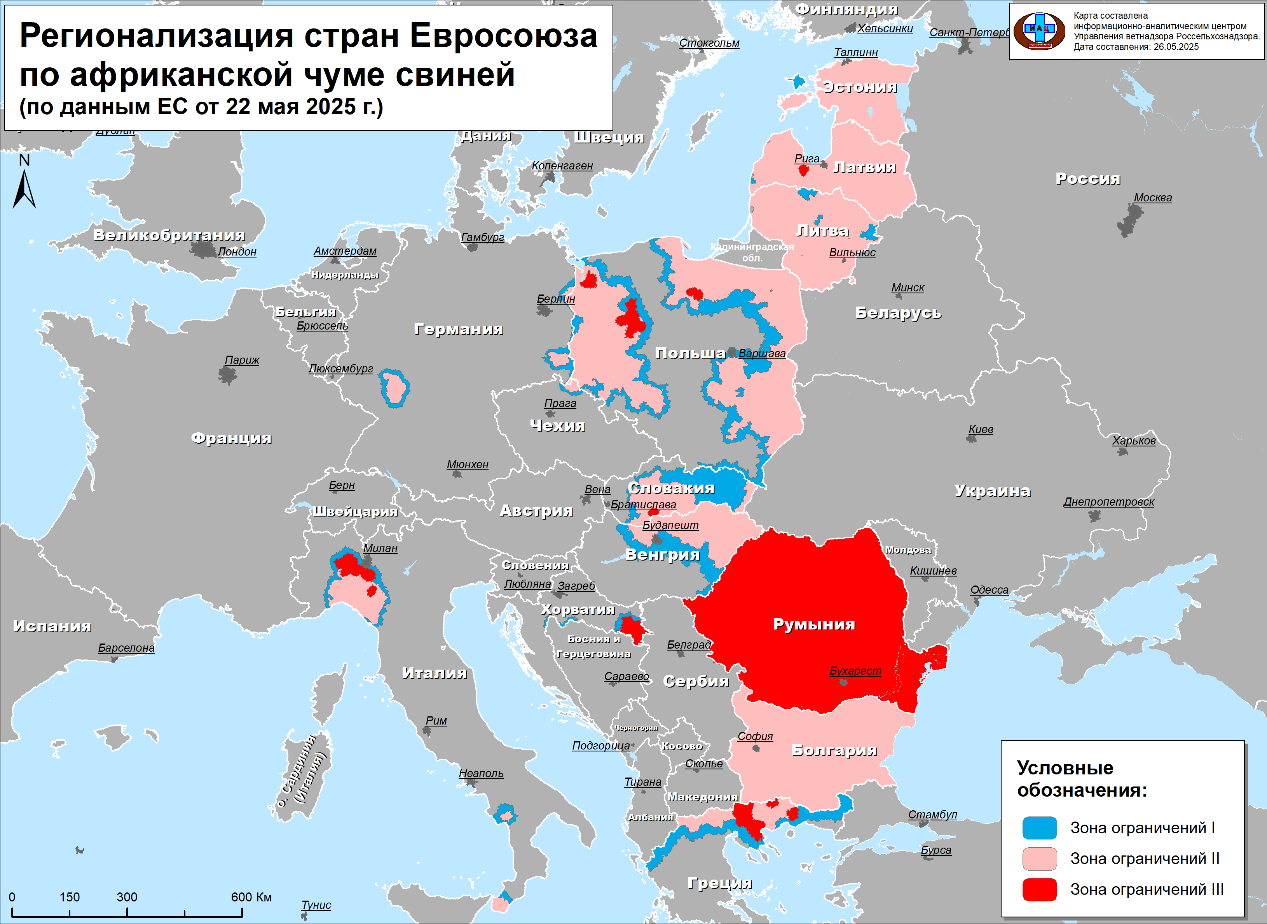 Регионализация стран Евросоюза
по африканской чуме свиней
(по данным ЕС от 22 мая 2025 г.)
Карта составлена
информационно-аналитическим центром
Управления ветнадзора Россельхознадзора.
Дата составления: 26.05.2025
ИАЦ
Финляндия
Хельсинки
Санкт-Петерб
Стокгольм
Таллинн
Эстония
Дублин
Дания
Швеция
N
Копенгаген
Рига
Латвия
Россия
Москва
Великобритания
Лондон
Гамбург
Амстердам
Нидерланды
Литва
Калининградская
обл.
Вильнюс
Минск
Беларусь
Берлин
Бельгия
Брюссель
Германия
Польша
Варшава
Париж
Люксембург
Прага
Чехия
Франция
Киев
Харьков
Мюнхен
Берн
Вена
Словакия
Братислава
Украина
Днепропетровск
Швейцария
Австрия
Будапешт
Милан
Венгрия
Молдова
Словения
Кишинев
Любляна
Загреб
Одесса
Хорватия
Испания
Румыния
Барселона
Босния и
Герцеговина
Белград
Италия
Сараево
Сербия
Бухарест
Рим
Черногория
Подгорица
Косово
София
Болгария
Скопье
о. Сардиния
(Италия)
Неаполь
Тирана
Македония
Албания
Стамбул
Бурса
Греция
Тунис
Условные
обозначения:
Зона ограничений I
Зона ограничений II
Зона ограничений III
0 150 300 600 Км